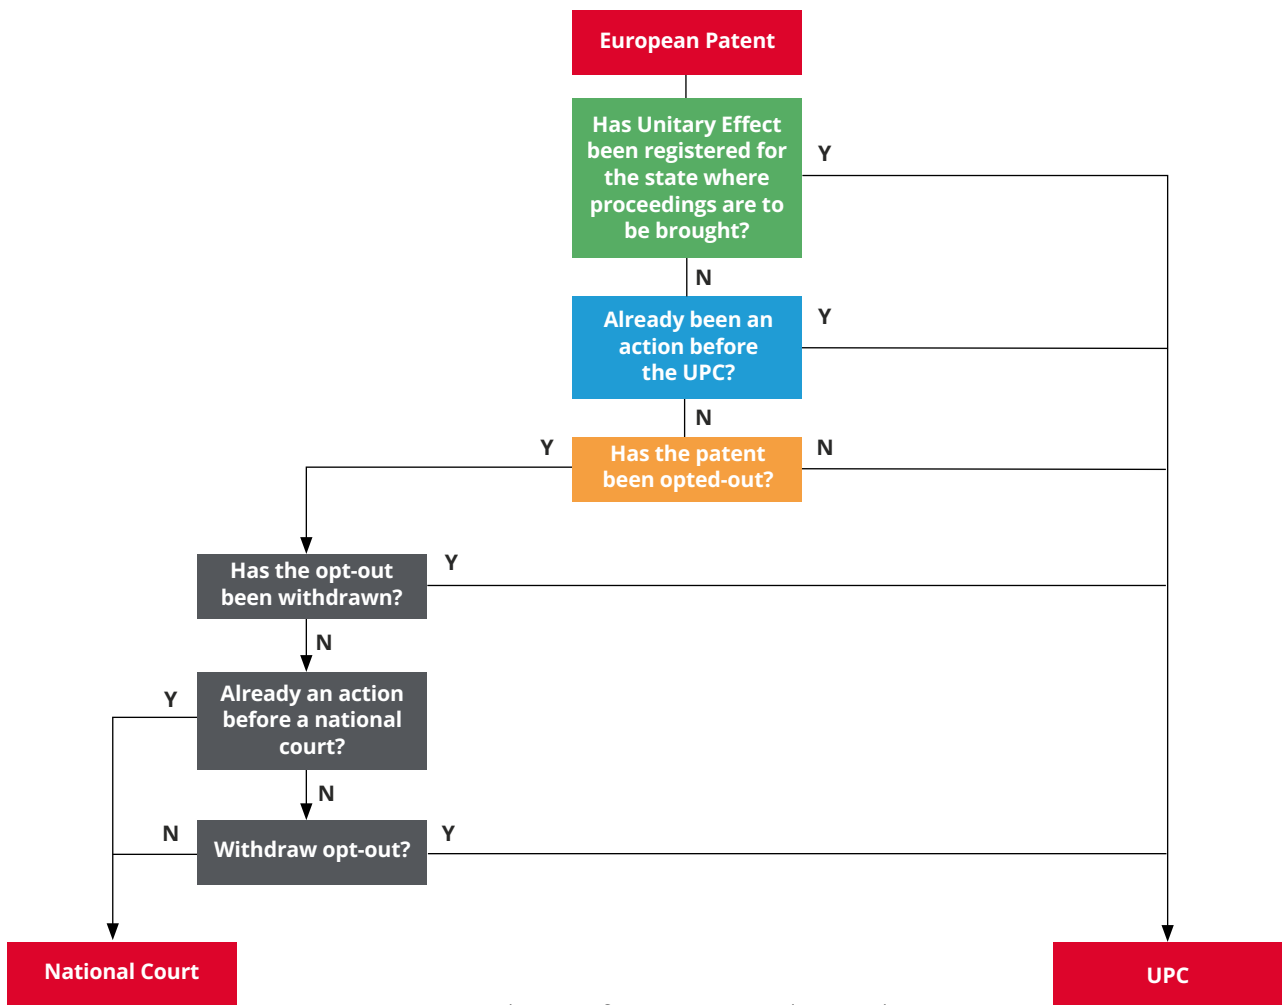 European Patent
Has Unitary Effect
been registered for
the state where
proceedings are to
be brought?
Y
N
Already been an
action before
the UPC?
Y
N
Has the patent
been opted-out?
Y
N
Has the opt-out
been withdrawn?
Y
N
Already an action
before a national
court?
Y
N
Withdraw opt-out?
N
Y
National Court
UPC